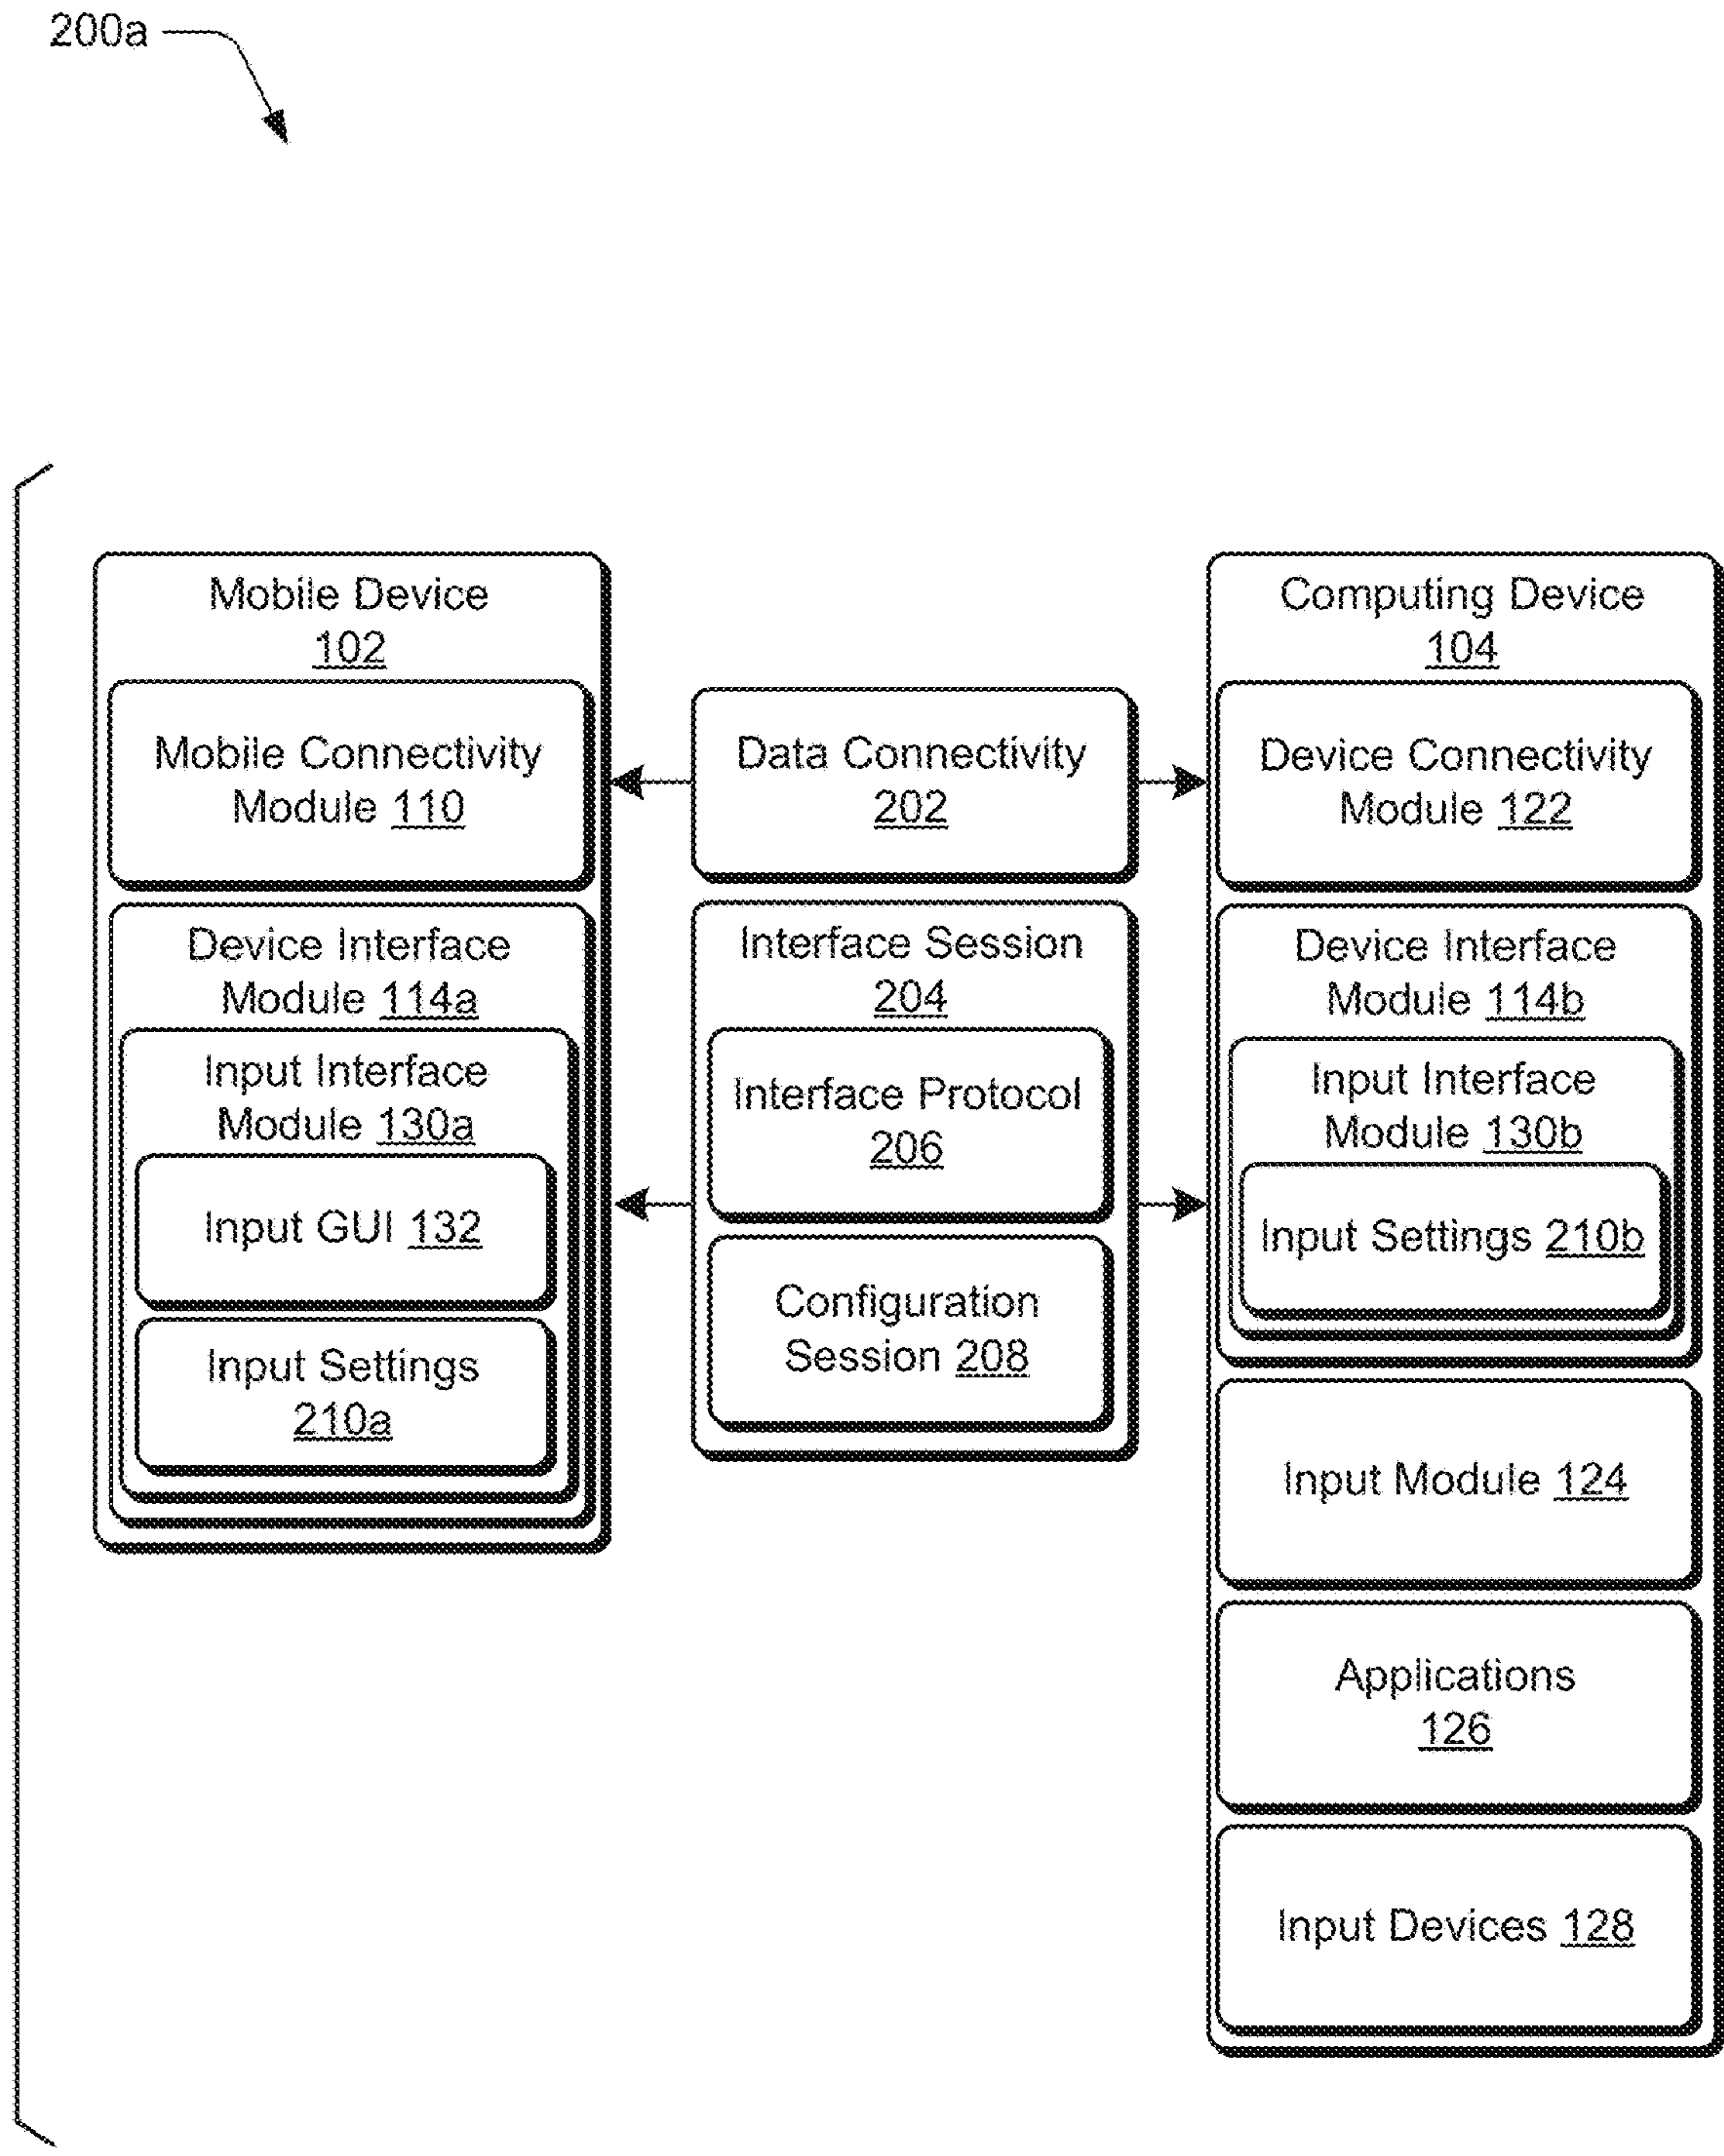 200a
Mobile Device
102
Mobile Connectivity
Module 110
Device Interface
Module 114a
Input Interface
Module 130a
Input GUI 132
Input Settings
210a
Data Connectivity
202
Interface Session
204
Interface Protocol
206
Configuration
Session 208
Computing Device
104
Device Connectivity
Module 122
Device Interface
Module 114b
Input Interface
Module 130b
Input Settings 210b
Input Module 124
Applications
126
Input Devices 128